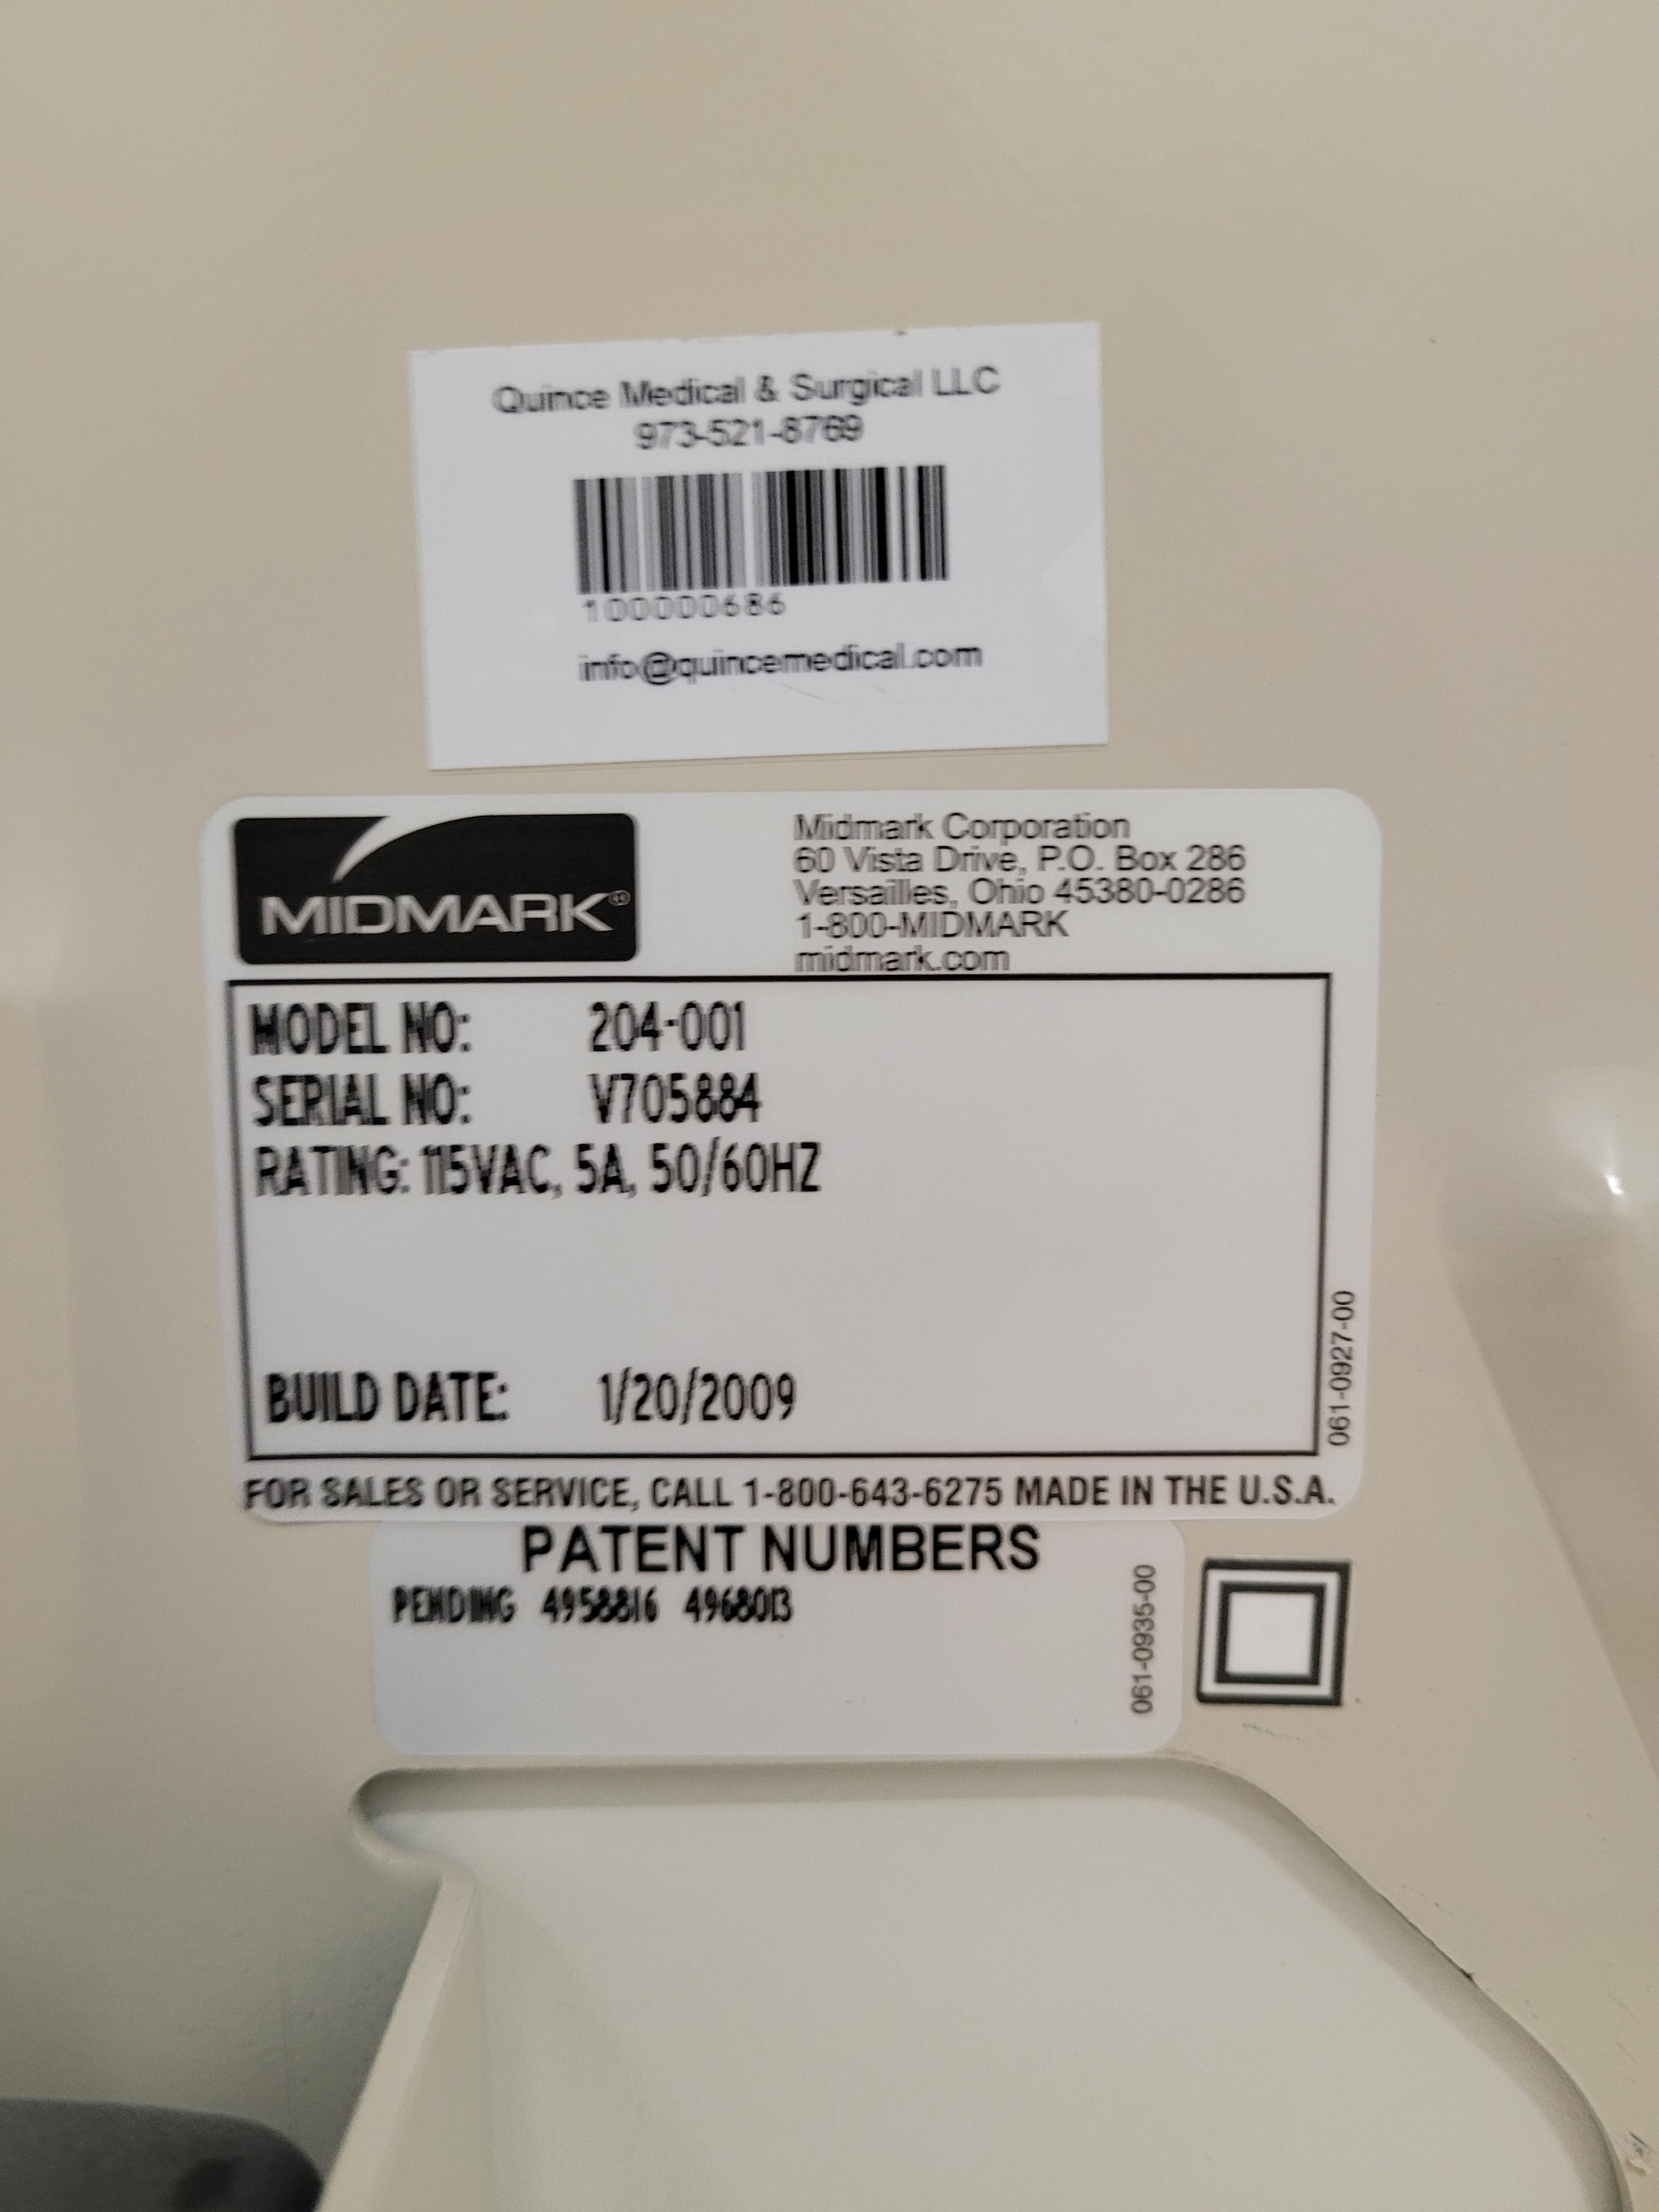 Quince Medical & Surgical LLC
973-521-8769
100000686
info@quincemedical.com
MIDMARK®
Midmark Corporation
60 Vista Drive, P.O. Box 286
Versailles, Ohio 45380-0286
1-800-MIDMARK
midmark.com
MODEL NO: 204-001
SERIAL NO: V705884
RATING: 115VAC, 5A, 50/60HZ
BUILD DATE: 1/20/2009
061-0927-00
FOR SALES OR SERVICE, CALL 1-800-643-6275 MADE IN THE U.S.A.
PATENT NUMBERS
PENDING 4958816 4968013
061-0935-00